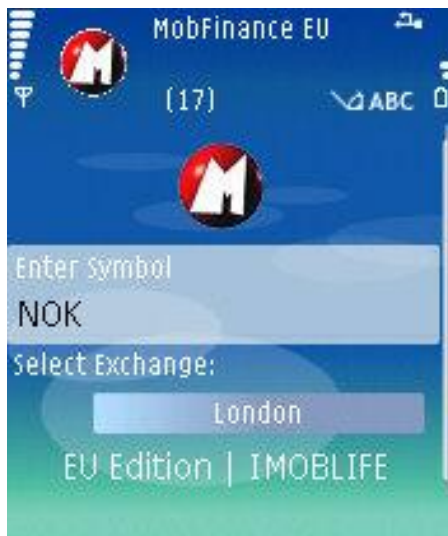 MobFinance EU
(17)
ABC
Enter Symbol
NOK
Select Exchange:
London
EU Edition | IMOBLIFE